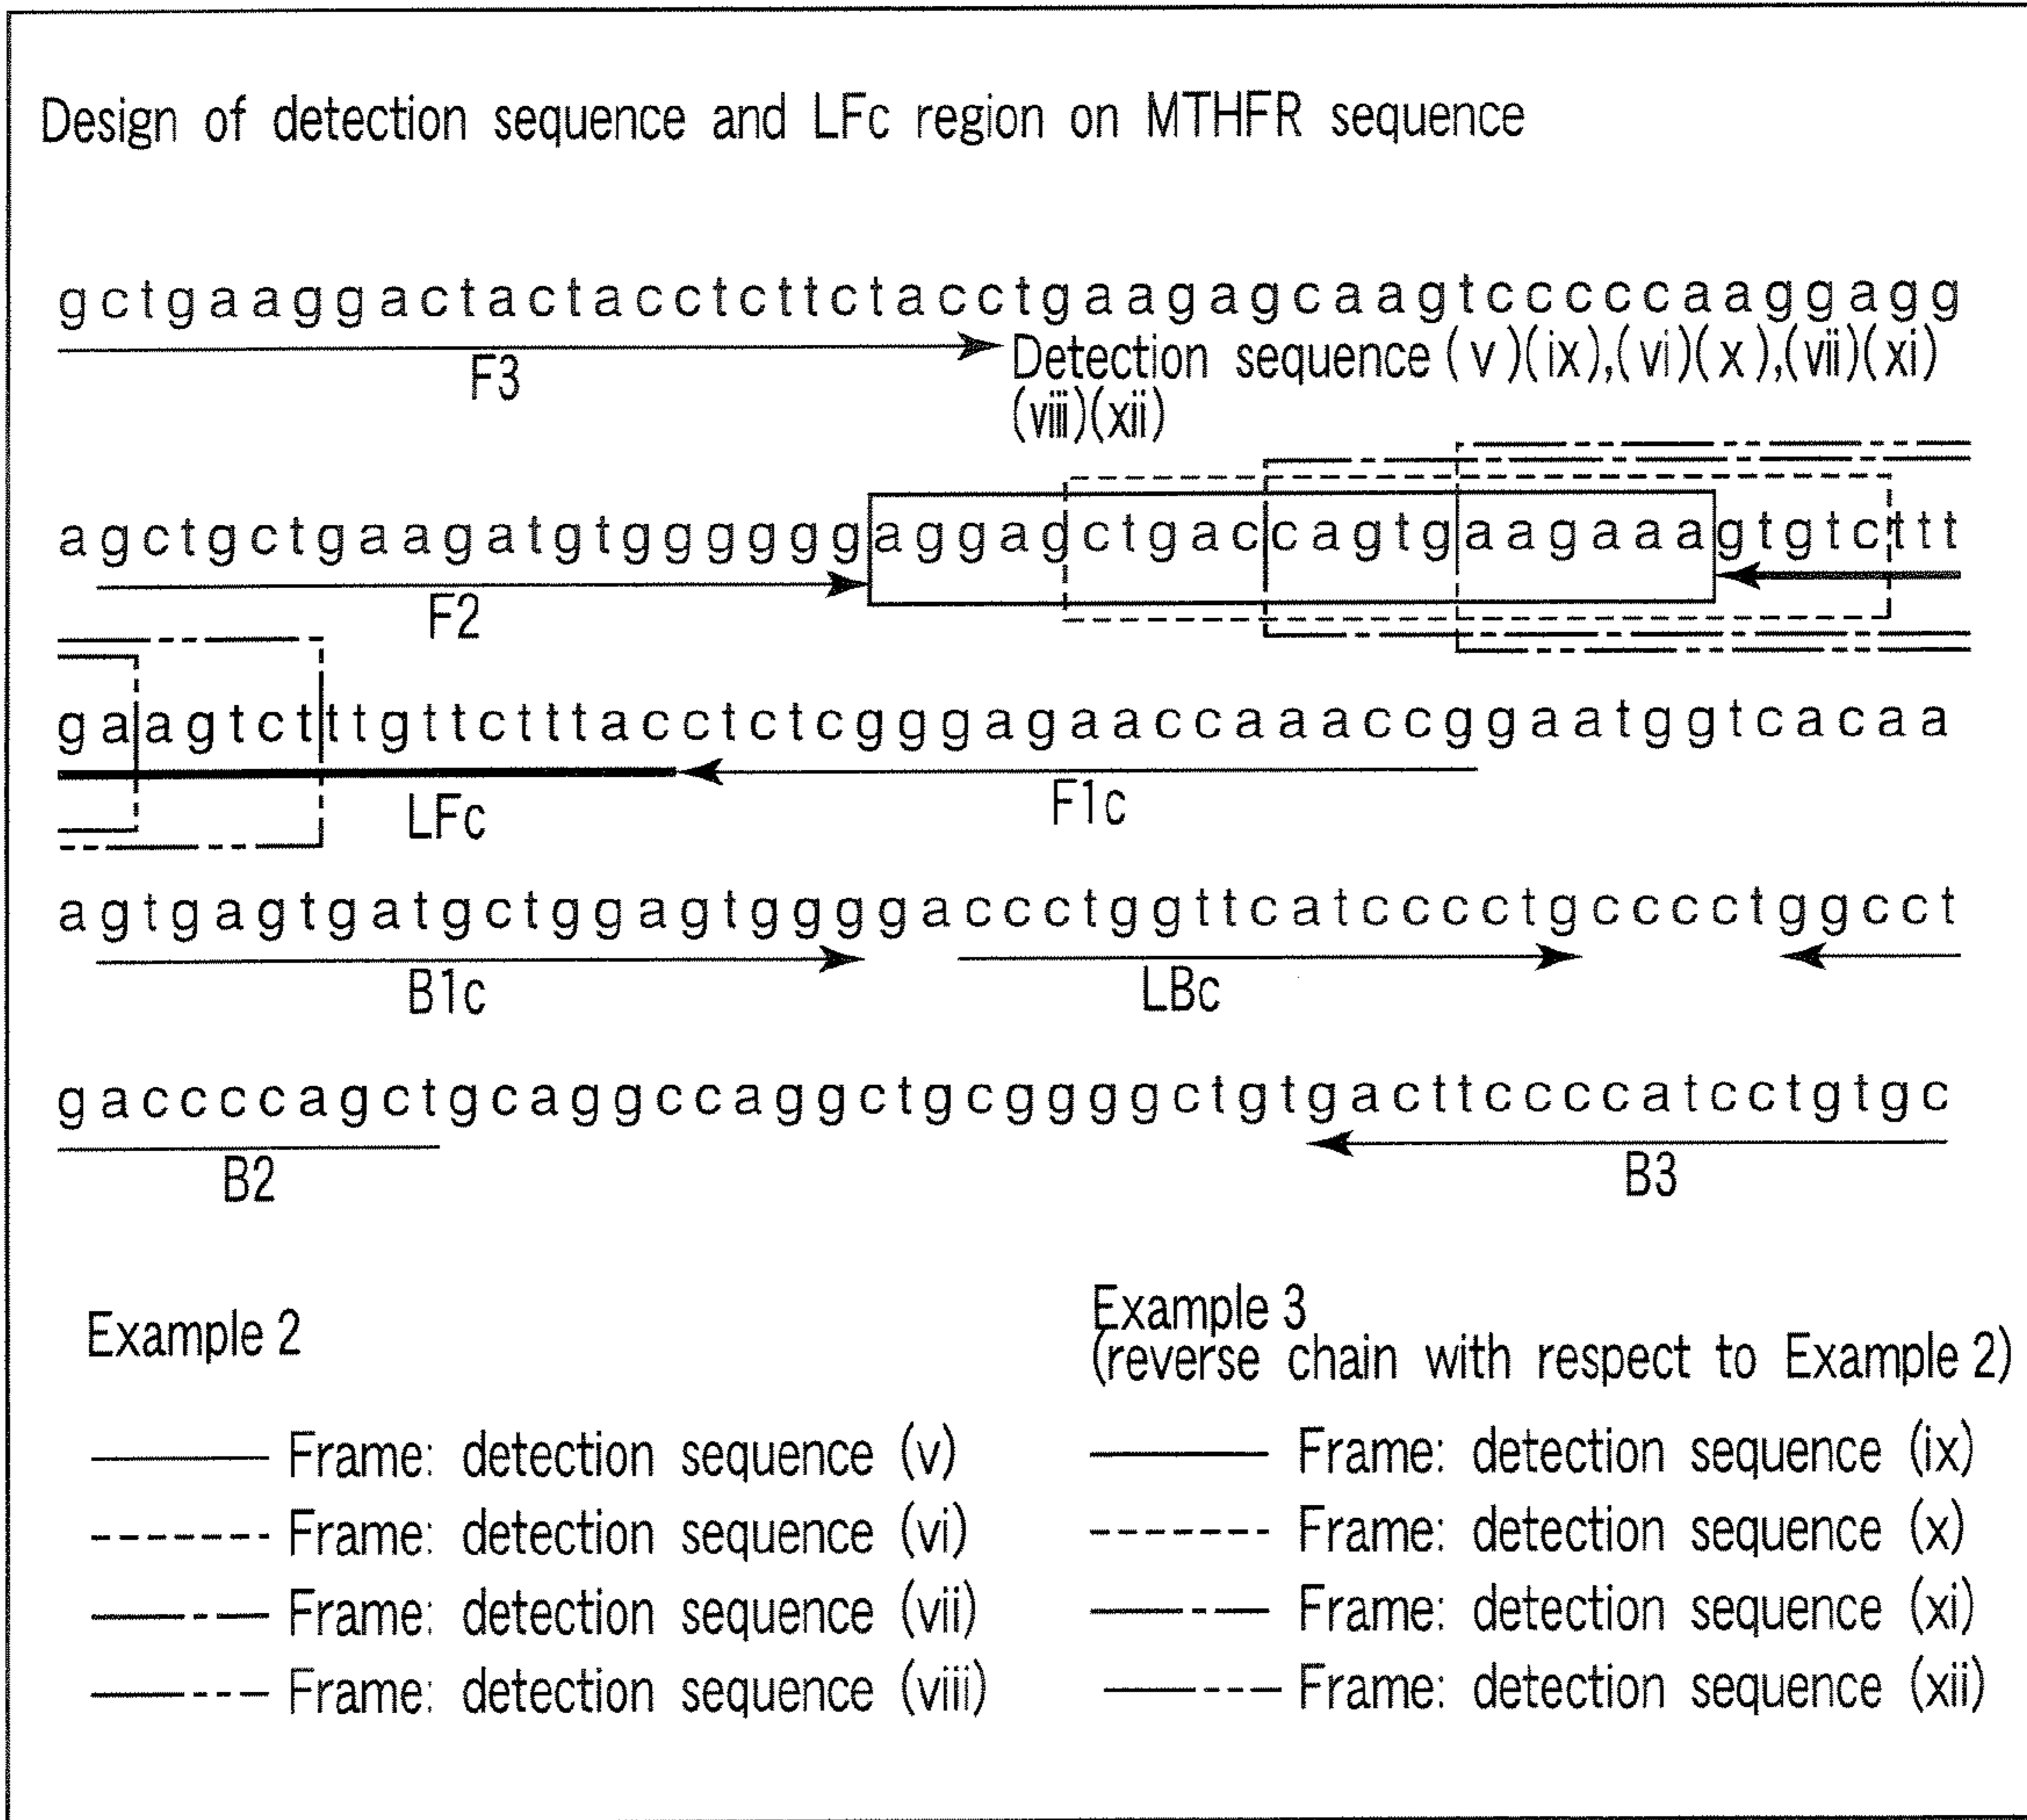 Design of detection sequence and LFc region on MTHFR sequence
gctgaaggactactacctcttctacctgaagagcaagtcccccaaggagg
F3
Detection sequence (v)(ix),(vi)(x),(vii)(xi)
(viii)(xii)
agctgctgaagatgtggggggaggagctgaccagtgaagaaagtgtcttt
F2
gaagtctttgttctttacctctcgggagaaccaaaccggaatggtcacaa
LFc F1c
agtgagtgatgctggagtggggaccctggttcatcccctgcccctggcct
B1c LBc
gaccccagctgcaggccaggctgcggggctgtgacttccccatcctgtgc
B2 B3
Example 2
Frame: detection sequence (v)
Frame: detection sequence (vi)
Frame: detection sequence (vii)
Frame: detection sequence (viii)
Example 3
(reverse chain with respect to Example 2)
Frame: detection sequence (ix)
Frame: detection sequence (x)
Frame: detection sequence (xi)
Frame: detection sequence (xii)